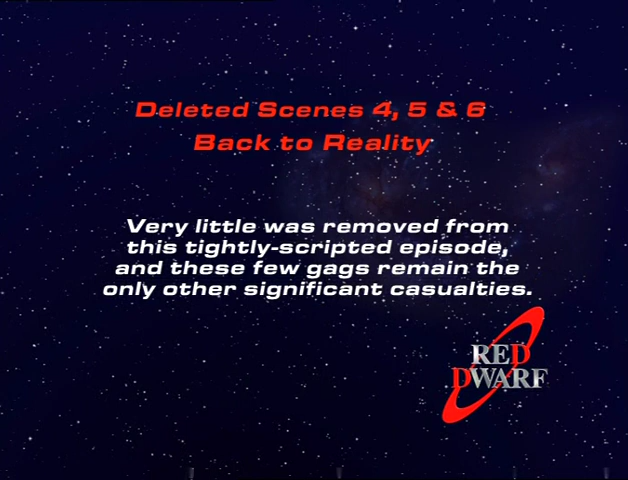 Deleted Scenes 4, 5 & 6
Back to Reality
Very little was removed from
this tightly-scripted episode,
and these few gags remain the
only other significant casualties.
RED
DWARF